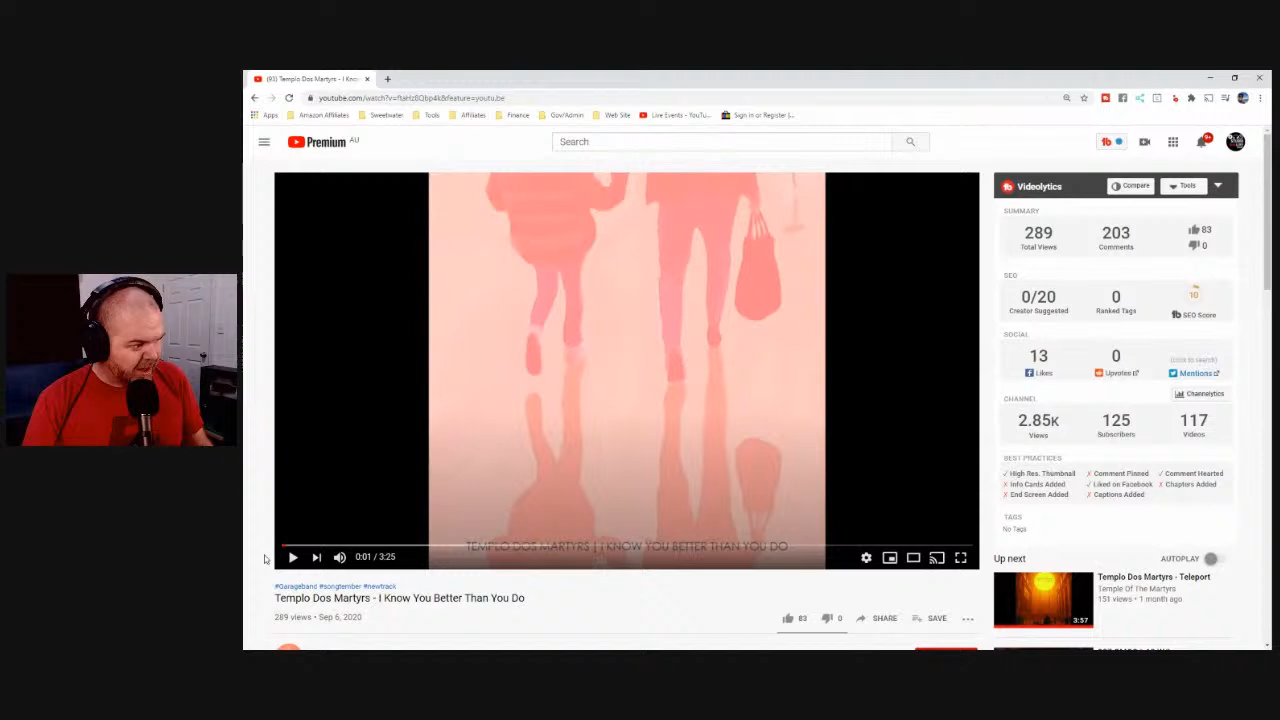 (93) Templo Dos Martyrs - I Kno
youtube.com/watch?v=
Apps
Amazon Affiliates
Sweetwater
Tools
Affiliates
Finance
Gov/Admin
Web Site
Live Events - YouTu...
Sign in or Register |...
Premium AU
Search
9+
Videolytics
Compare
Tools
SUMMARY
289
Total Views
203
Comments
83
0
SEO
0/20
Creator Suggested
0
Ranked Tags
10
SEO Score
SOCIAL
13
Likes
0
Upvotes
(click to search)
Mentions
CHANNEL
Channelytics
2.85K
Views
125
Subscribers
117
Videos
BEST PRACTICES
✓ High Res. Thumbnail
✗ Comment Pinned
✓ Comment Hearted
✗ Info Cards Added
✓ Liked on Facebook
✗ Chapters Added
✗ End Screen Added
✗ Captions Added
TAGS
No Tags
TEMPLO DOS MARTYRS | I KNOW YOU BETTER THAN YOU DO
0:01 / 3:25
#Garageband #songtember #newtrack
Templo Dos Martyrs - I Know You Better Than You Do
289 views • Sep 6, 2020
83
0
SHARE
SAVE
Up next
AUTOPLAY
Templo Dos Martyrs - Teleport
Temple Of The Martyrs
151 views • 1 month ago
3:57